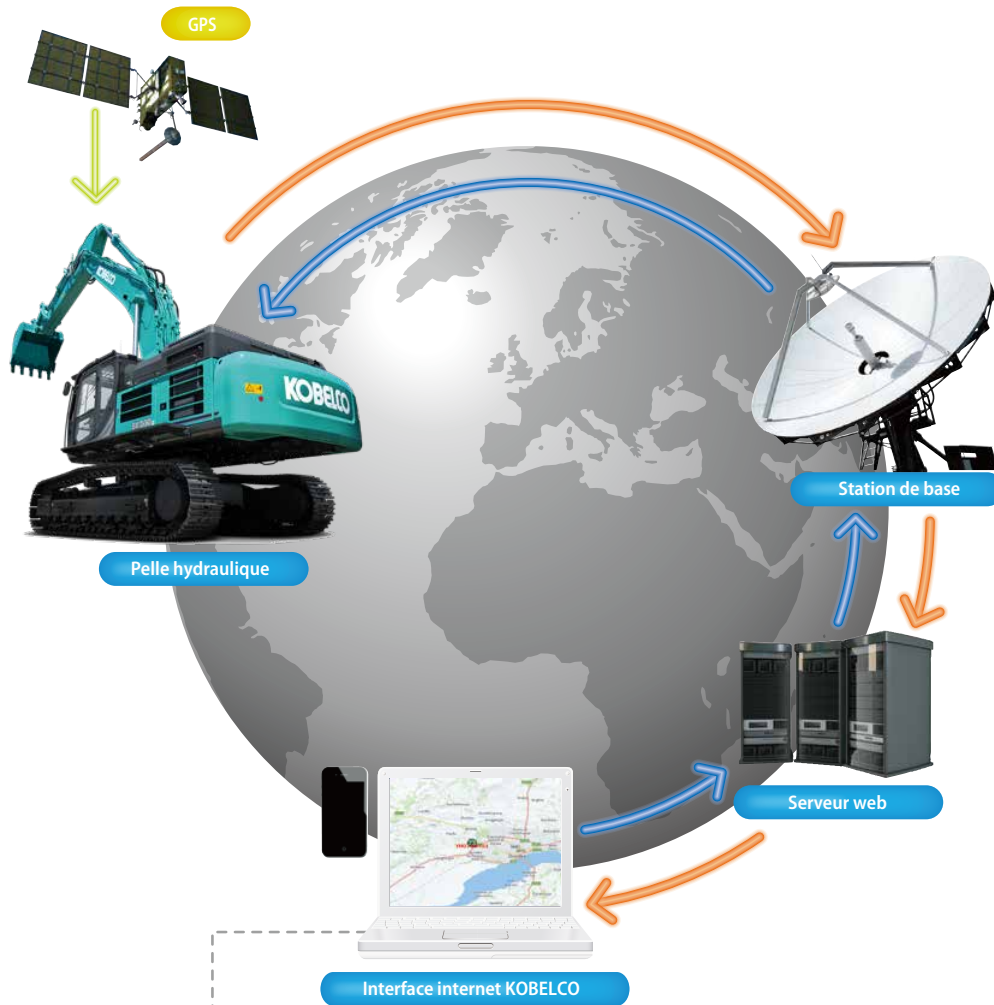 GPS
KOBELCO
KOBELCO
Station de base
Pelle hydraulique
Serveur web
Interface internet KOBELCO